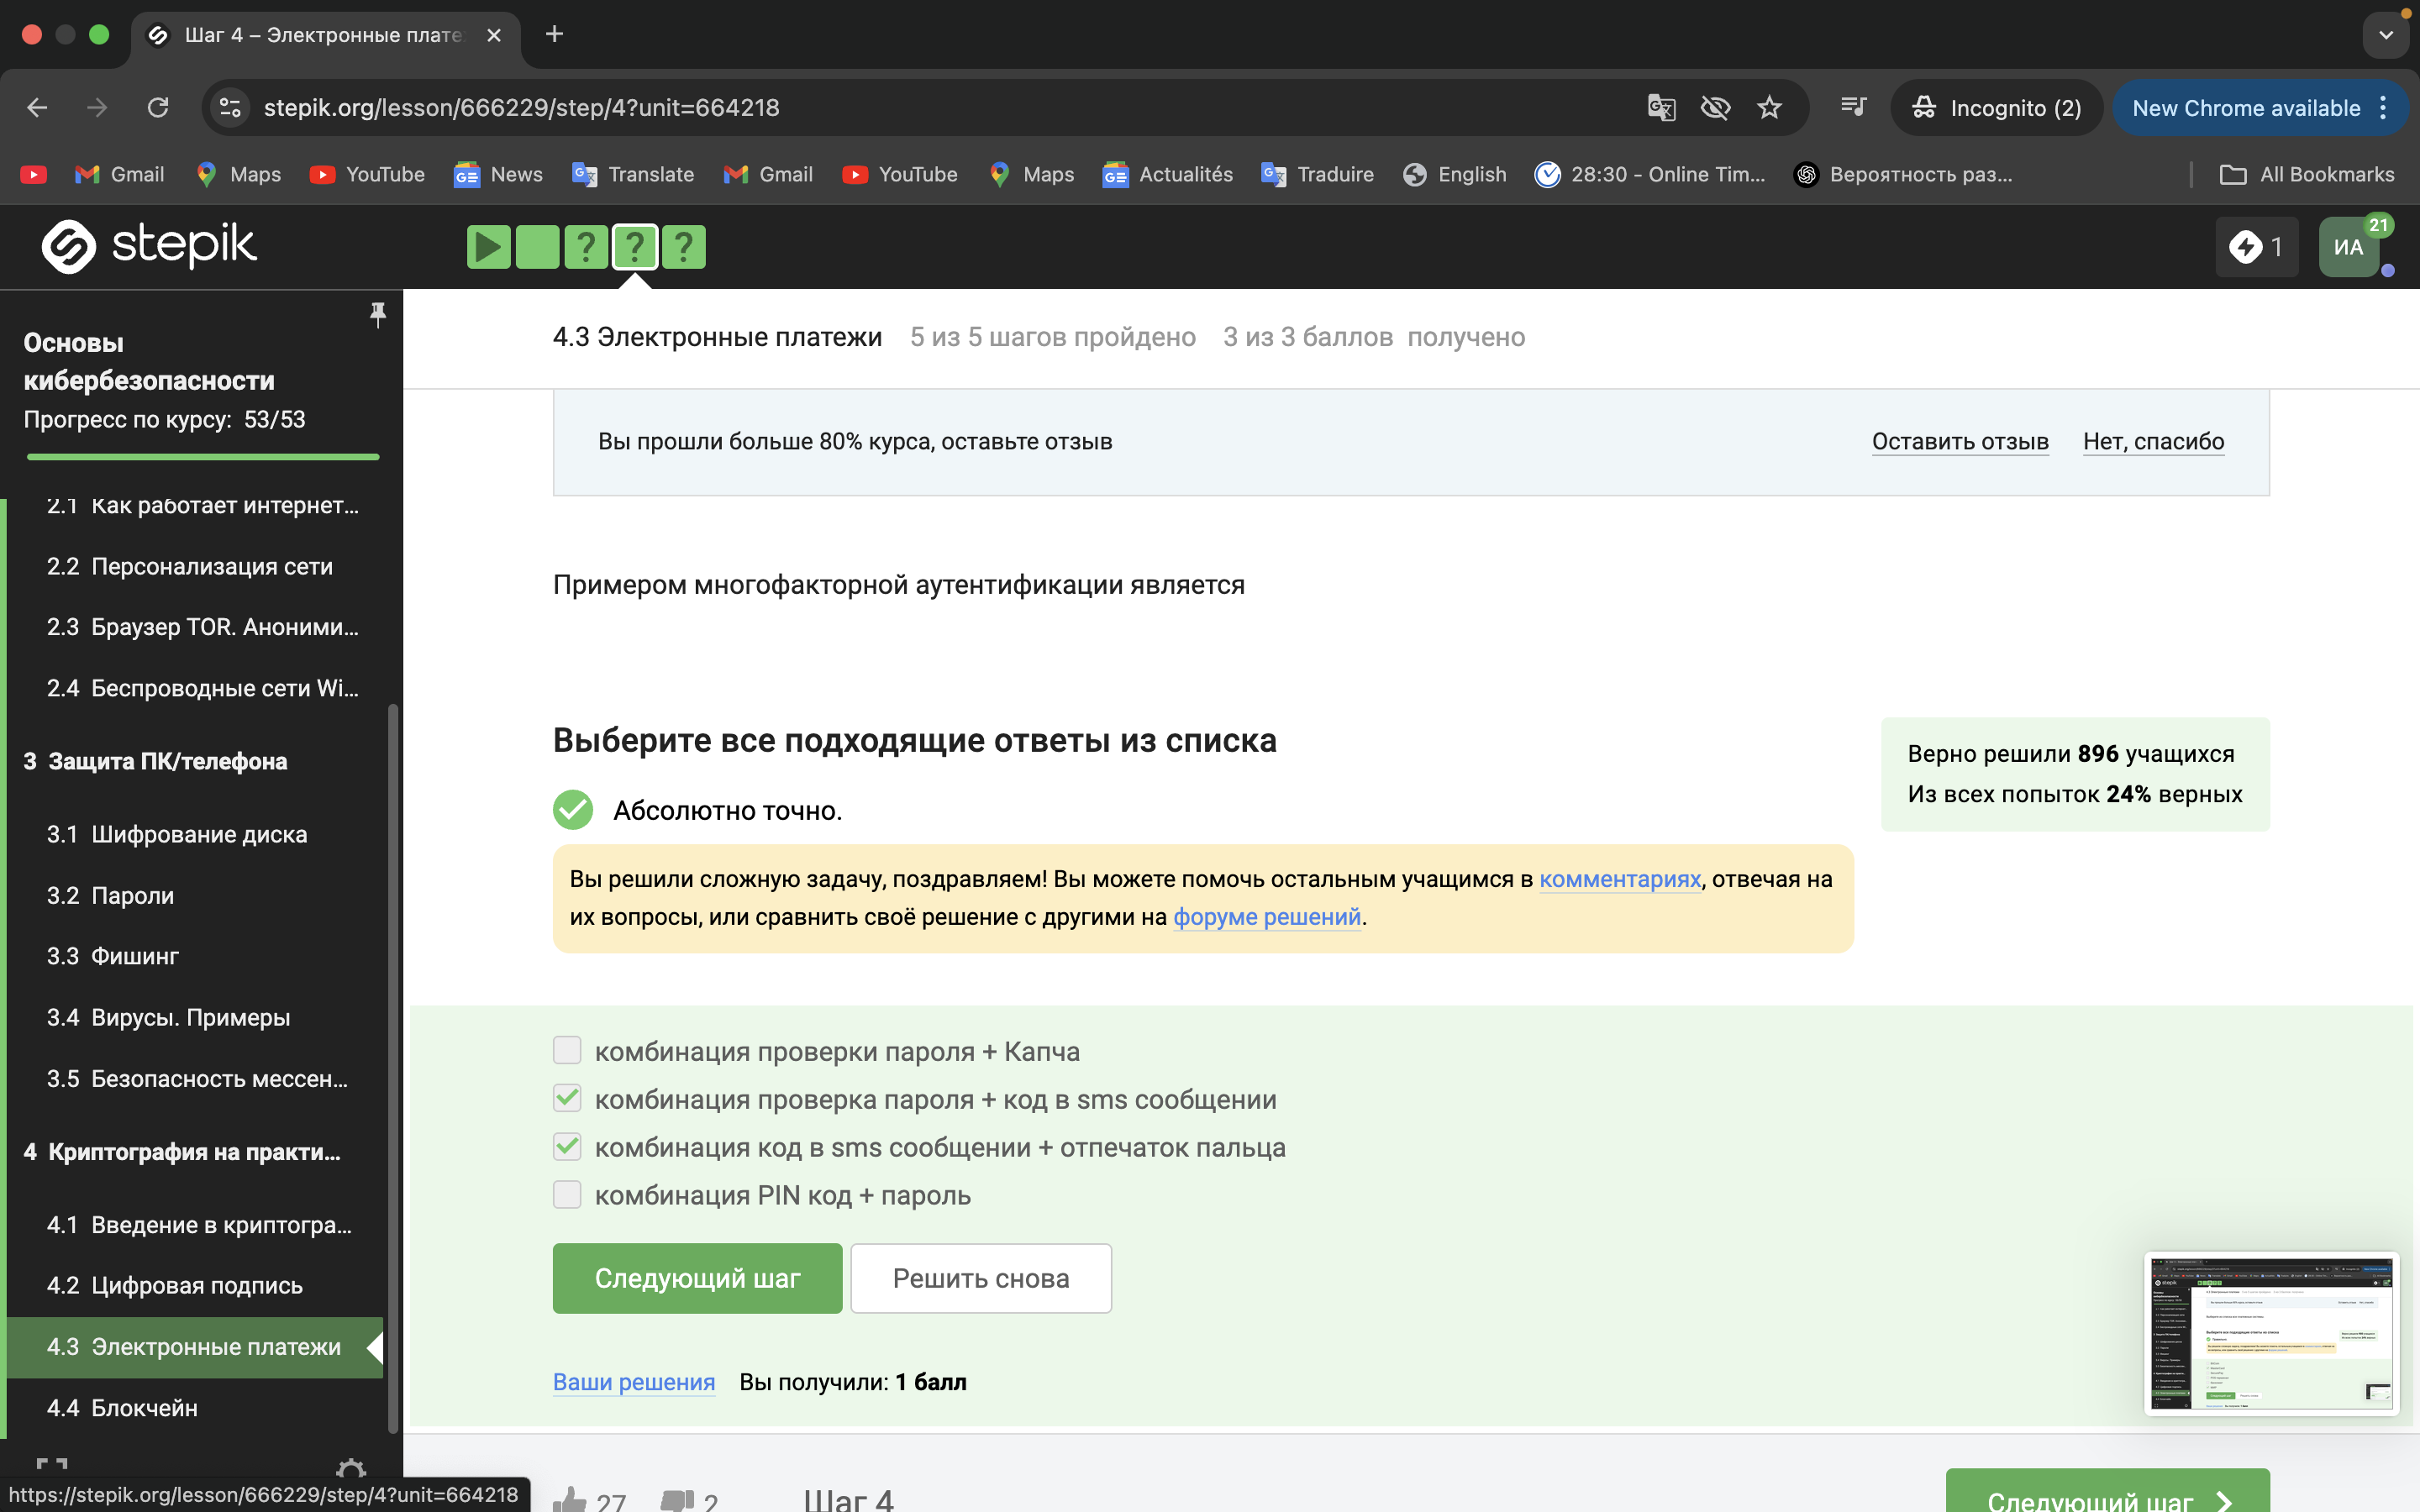 Шаг 4 – Электронные плате
stepik.org/lesson/666229/step/4?unit=664218
Incognito (2)
New Chrome available
Gmail
Maps
YouTube
News
Translate
Gmail
YouTube
Maps
Actualités
Traduire
English
28:30 - Online Tim...
Вероятность раз...
All Bookmarks
stepik
? ? ?
1
ИА
21
Основы
кибербезопасности
Прогресс по курсу: 53/53
2.1 Как работает интернет...
2.2 Персонализация сети
2.3 Браузер TOR. Аноними...
2.4 Беспроводные сети Wi...
3 Защита ПК/телефона
3.1 Шифрование диска
3.2 Пароли
3.3 Фишинг
3.4 Вирусы. Примеры
3.5 Безопасность мессен...
4 Криптография на практи...
4.1 Введение в криптогра...
4.2 Цифровая подпись
4.3 Электронные платежи
4.4 Блокчейн
https://stepik.org/lesson/666229/step/4?unit=664218
4.3 Электронные платежи 5 из 5 шагов пройдено 3 из 3 баллов получено
Вы прошли больше 80% курса, оставьте отзыв
Оставить отзыв
Нет, спасибо
Примером многофакторной аутентификации является
Выберите все подходящие ответы из списка
Верно решили 896 учащихся
Из всех попыток 24% верных
Абсолютно точно.
Вы решили сложную задачу, поздравляем! Вы можете помочь остальным учащимся в комментариях, отвечая на
их вопросы, или сравнить своё решение с другими на форуме решений.
комбинация проверки пароля + Капча
комбинация проверка пароля + код в sms сообщении
комбинация код в sms сообщении + отпечаток пальца
комбинация PIN код + пароль
Следующий шаг
Решить снова
Ваши решения Вы получили: 1 балл
27
2
Шаг 4
Следующий шаг